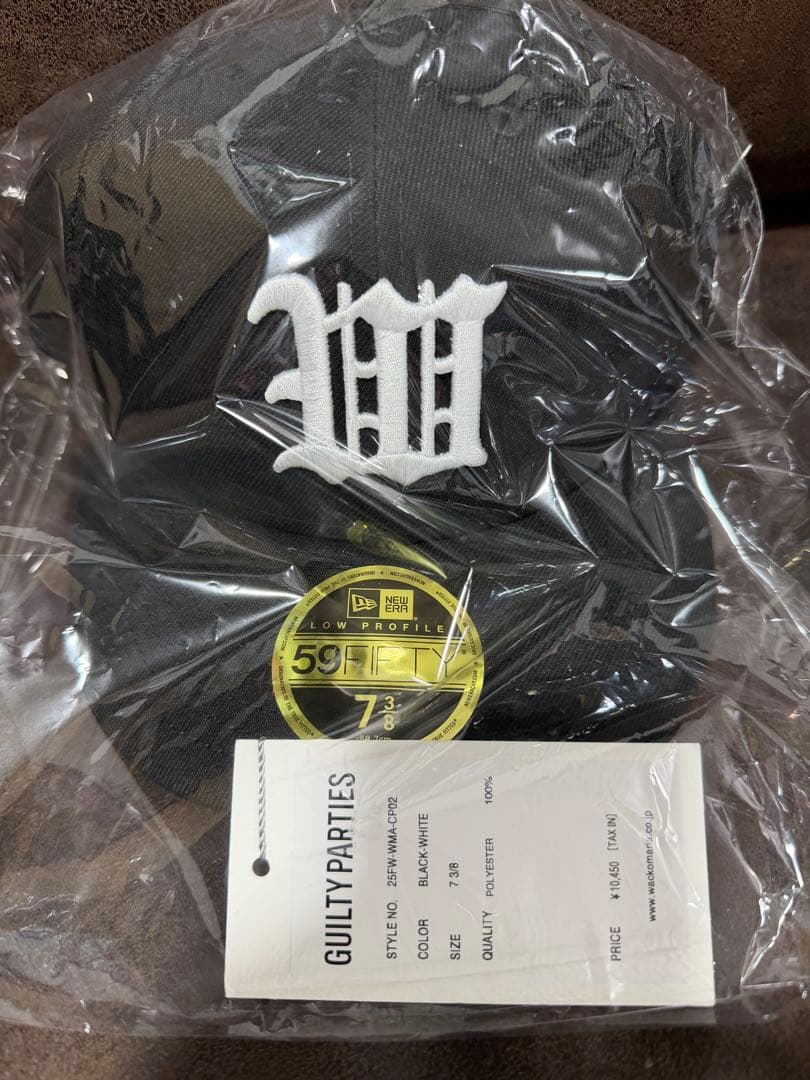 W
NEW ERA
LOW PROFILE
59FIFTY
7 3/8
GUILTY PARTIES
STYLE NO. 25FW-WMA-CP02
COLOR BLACK-WHITE
SIZE 7 3/8
QUALITY POLYESTER 100%
PRICE ¥10,450 [TAX IN]
www.wackomaria.co.jp